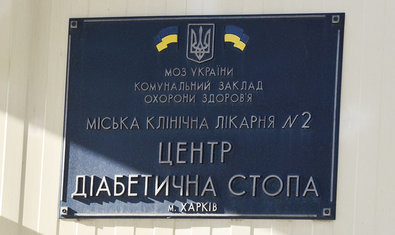 МОЗ УКРАЇНИ
КОМУНАЛЬНИЙ ЗАКЛАД
ОХОРОНИ ЗДОРОВ'Я
МІСЬКА КЛІНІЧНА ЛІКАРНЯ №2
ЦЕНТР
ДІАБЕТИЧНА СТОПА
М. ХАРКІВ